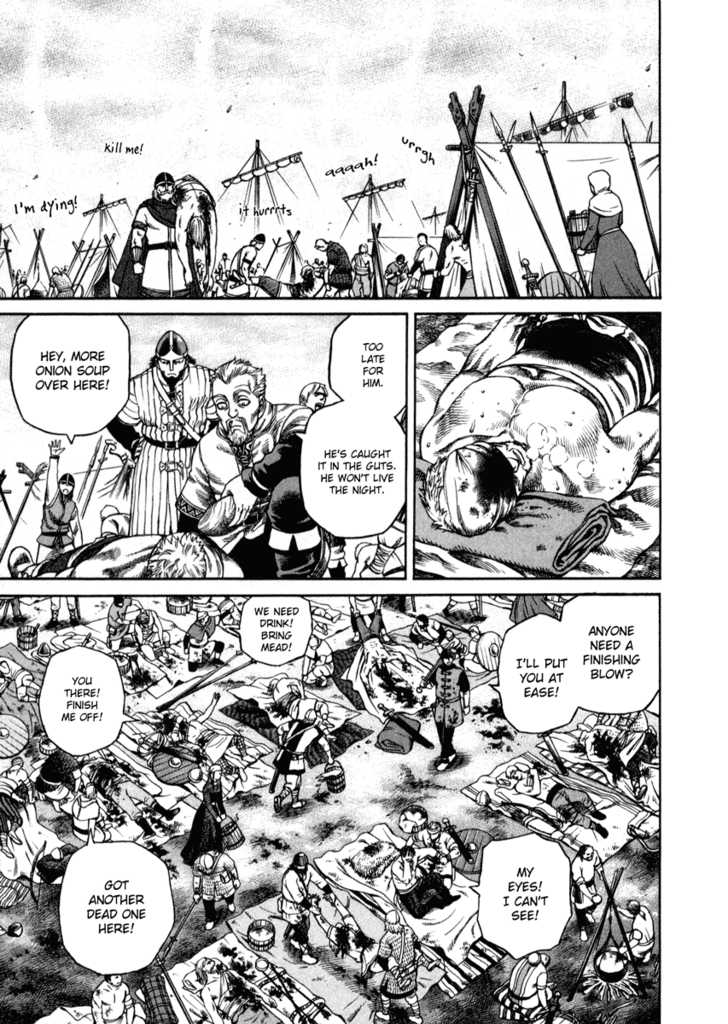 urrgh
aaaah!
kill me!
it hurrrts
I'm dying!
TOO
LATE
FOR
HIM.
HE'S CAUGHT
IT IN THE GUTS.
HE WON'T LIVE
THE NIGHT.
HEY, MORE
ONION SOUP
OVER HERE!
ANYONE
NEED A
FINISHING
BLOW?
I'LL PUT
YOU AT
EASE!
WE NEED
DRINK!
BRING
MEAD!
YOU
THERE!
FINISH
ME OFF!
MY
EYES!
I CAN'T
SEE!
GOT
ANOTHER
DEAD ONE
HERE!